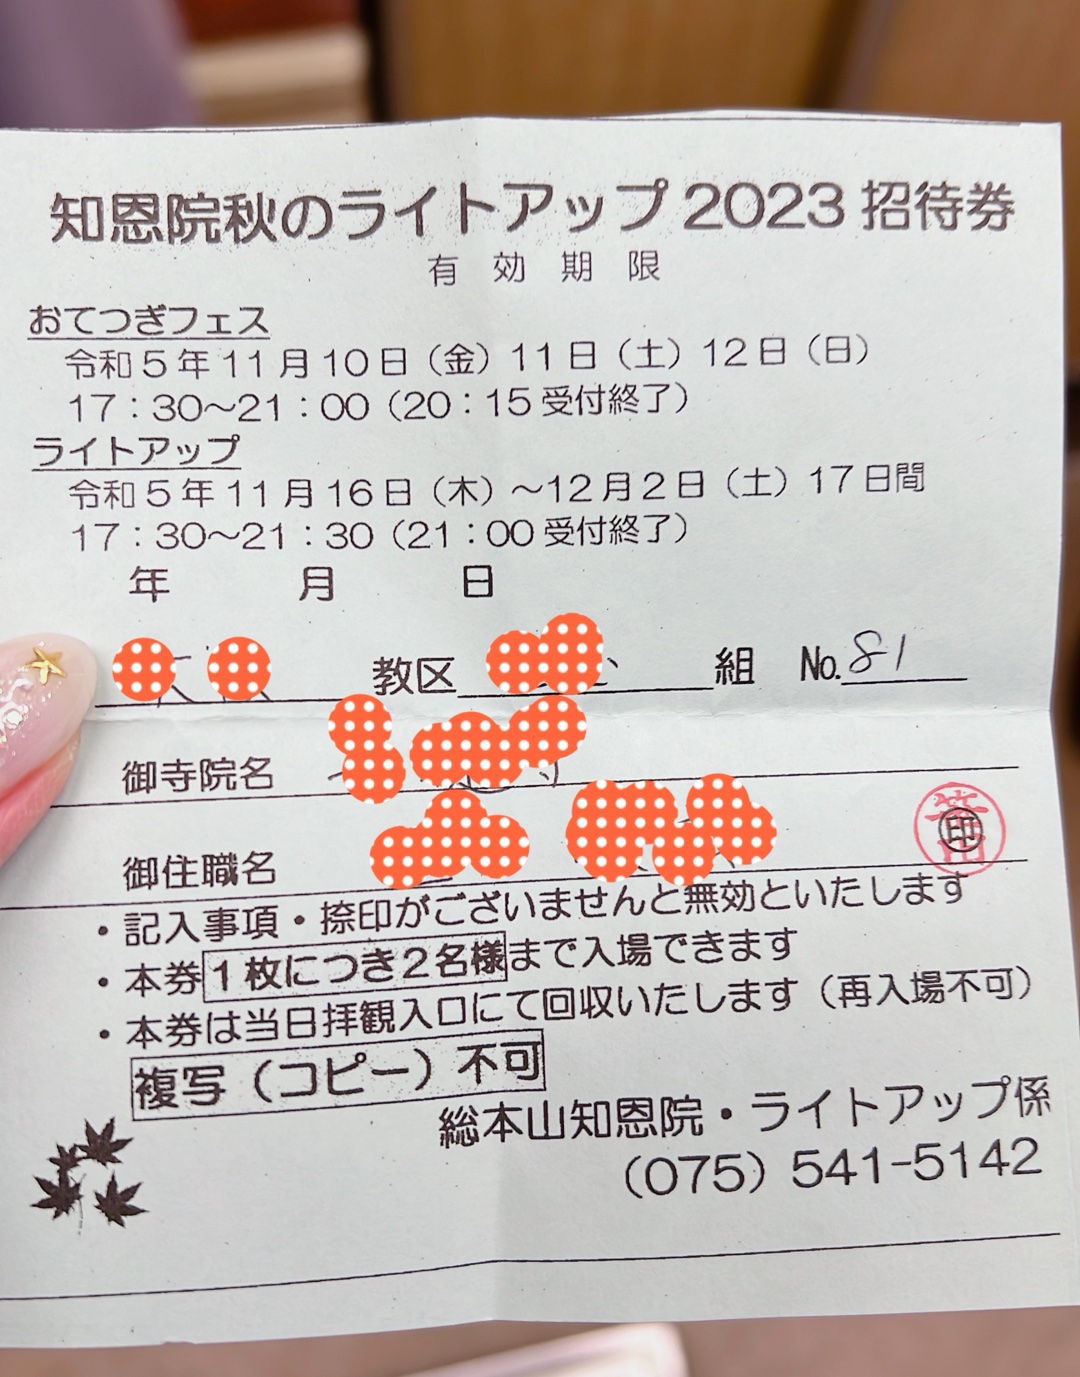 知恩院秋のライトアップ 2023 招待券
有効期限
おてつぎフェス
令和5年11月10日（金）11日（土）12日（日）
17：30～21：00（20：15受付終了）
ライトアップ
令和5年11月16日（木）～12月2日（土）17日間
17：30～21：30（21：00受付終了）
年 月 日
教区 組 No. 81
御寺院名
御住職名 印
・記入事項・捺印がございませんと無効といたします
・本券1枚につき2名様まで入場できます
・本券は当日拝観入口にて回収いたします（再入場不可）
複写（コピー）不可
総本山知恩院・ライトアップ係
（075）541-5142